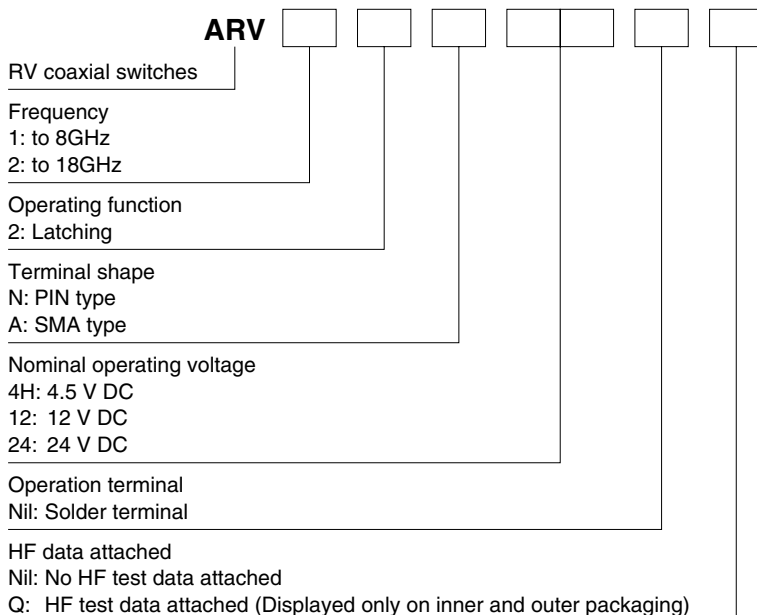 ARV
RV coaxial switches
Frequency
1: to 8GHz
2: to 18GHz
Operating function
2: Latching
Terminal shape
N: PIN type
A: SMA type
Nominal operating voltage
4H: 4.5 V DC
12: 12 V DC
24: 24 V DC
Operation terminal
Nil: Solder terminal
HF data attached
Nil: No HF test data attached
Q: HF test data attached (Displayed only on inner and outer packaging)